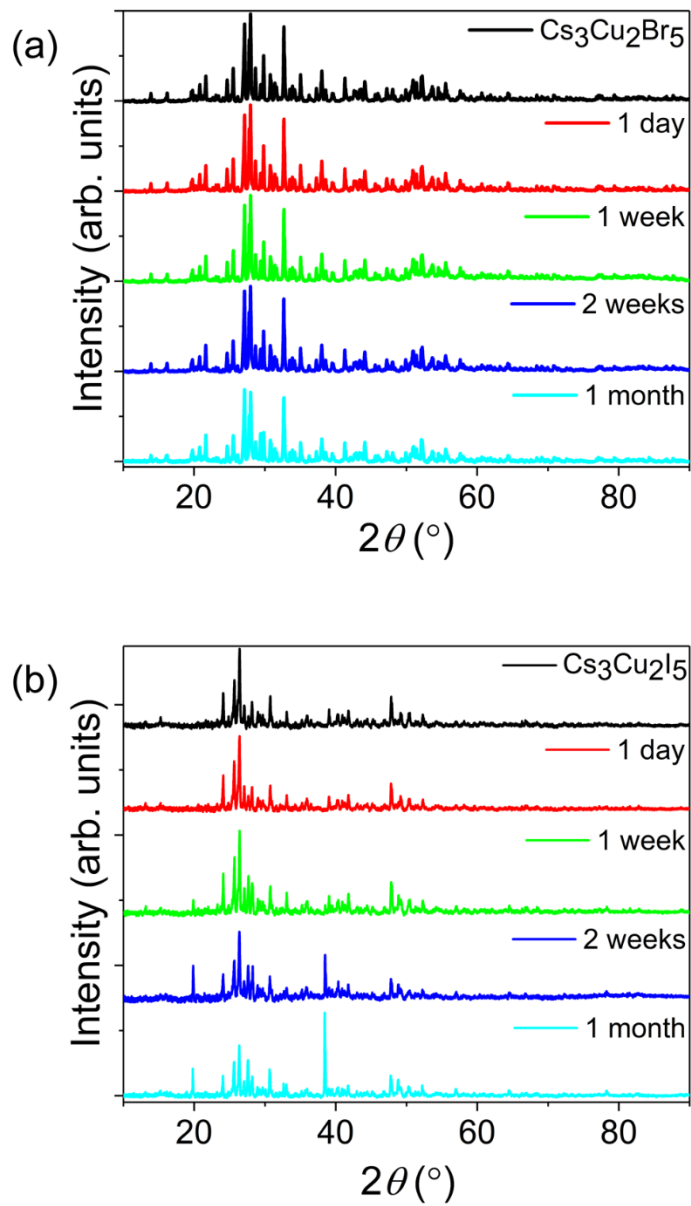 (a)
Cs3Cu2Br5
1 day
1 week
2 weeks
1 month
Intensity (arb. units)
20 40 60 80
2θ (°)
(b)
Cs3Cu2I5
1 day
1 week
2 weeks
1 month
Intensity (arb. units)
20 40 60 80
2θ (°)